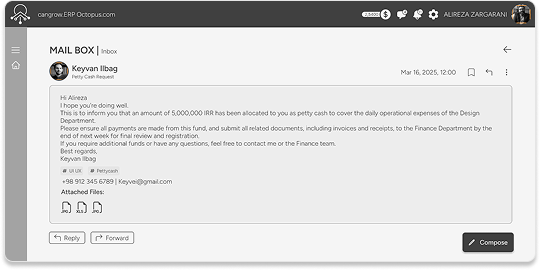 cangrow.ERP Octopus.com
ALIREZA ZARGARANI
MAIL BOX | Inbox
Keyvan Ilbag
Petty Cash Request
Mar 16, 2025, 12:00
Hi Alireza
I hope you're doing well.
This is to inform you that an amount of 5,000,000 IRR has been allocated to you as petty cash to cover the daily operational expenses of the Design
Department.
Please ensure all payments are made from this fund, and submit all related documents, including invoices and receipts, to the Finance Department by the
end of next week for final review and registration.
If you require additional funds or have any questions, feel free to contact me or the Finance team.
Best regards,
Keyvan Ilbag
# UI UX # Pettycash
+98 912 345 6789 | Keyvei@gmail.com
Attached Files:
JPG XLS JPG
Reply Forward
Compose